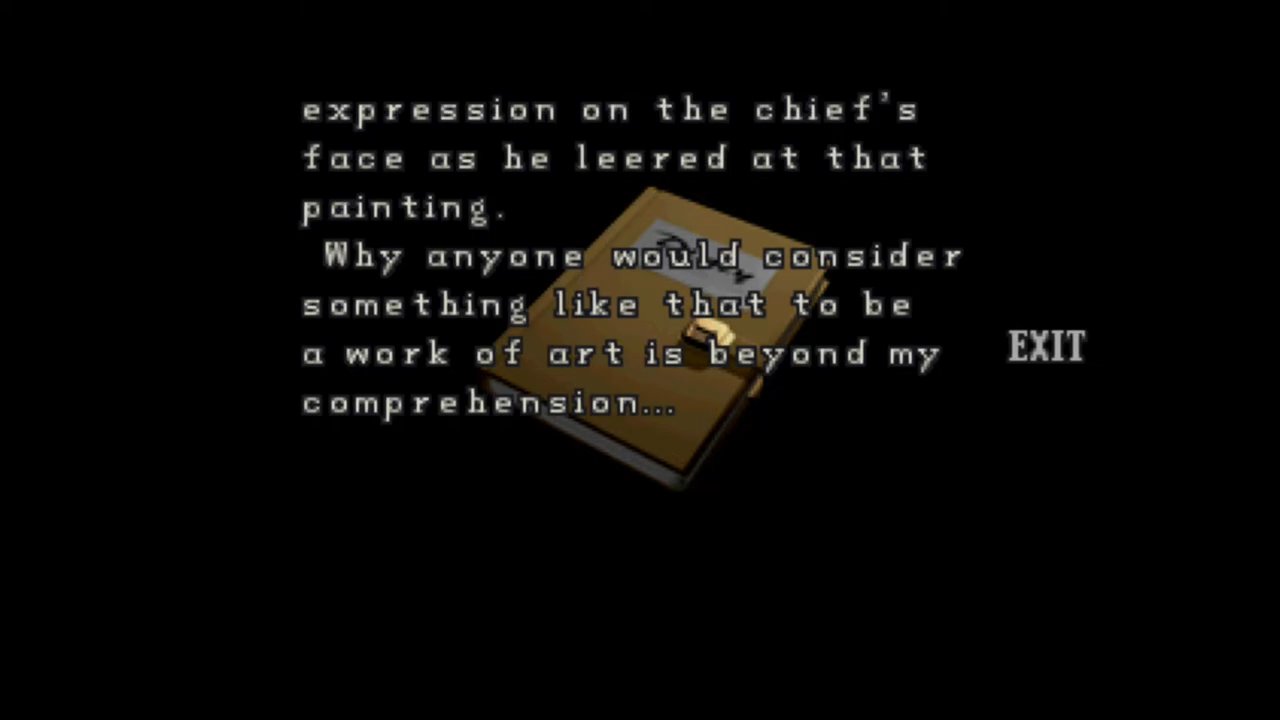 expression on the chief's
face as he leered at that
painting.
Why anyone would consider
something like that to be
a work of art is beyond my
comprehension...
EXIT
Diary